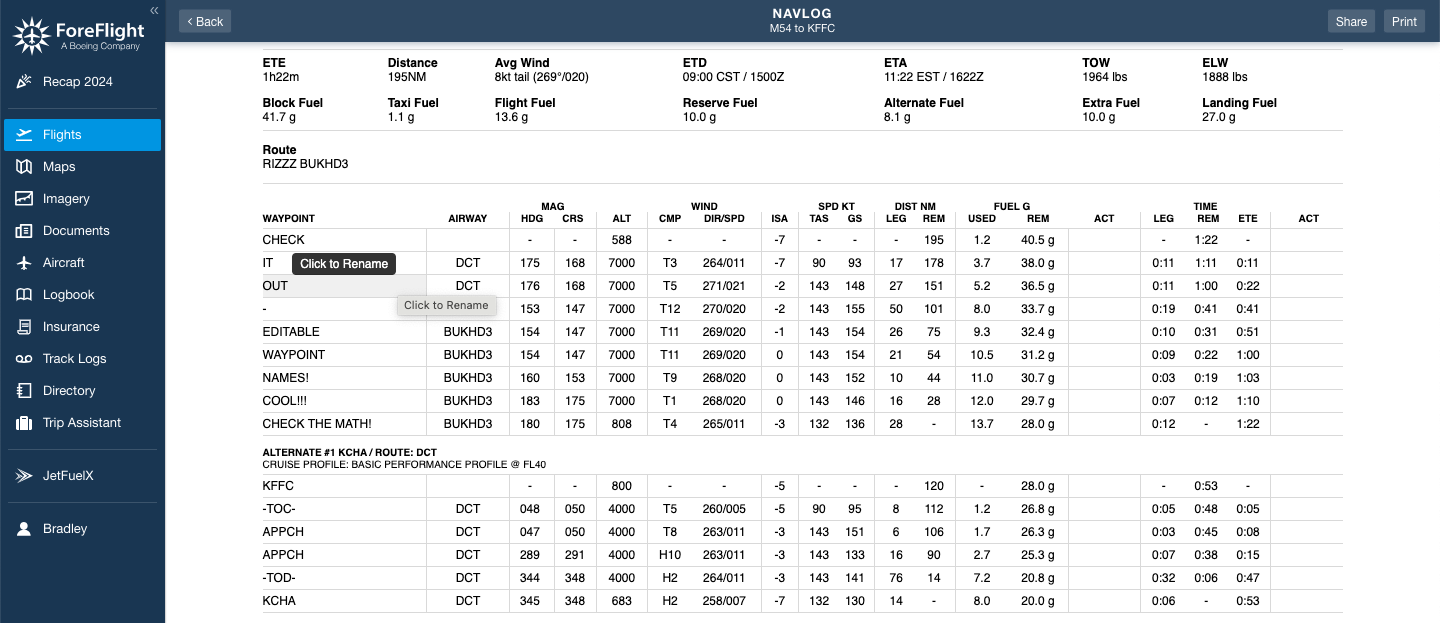 «
ForeFlight
A Boeing Company
Recap 2024
Flights
Maps
Imagery
Documents
Aircraft
Logbook
Insurance
Track Logs
Directory
Trip Assistant
JetFuelX
Bradley
‹ Back
NAVLOG
M54 to KFFC
Share
Print
ETE Distance Avg Wind ETD ETA TOW ELW
1h22m 195NM 8kt tail (269°/020) 09:00 CST / 1500Z 11:22 EST / 1622Z 1964 lbs 1888 lbs
Block Fuel Taxi Fuel Flight Fuel Reserve Fuel Alternate Fuel Extra Fuel Landing Fuel
41.7 g 1.1 g 13.6 g 10.0 g 8.1 g 10.0 g 27.0 g
Route
RIZZZ BUKHD3
MAG WIND SPD KT DIST NM FUEL G TIME
WAYPOINT AIRWAY HDG CRS ALT CMP DIR/SPD ISA TAS GS LEG REM USED REM ACT LEG REM ETE ACT
CHECK - - 588 - - -7 - - - 195 1.2 40.5 g - 1:22 -
IT DCT 175 168 7000 T3 264/011 -7 90 93 17 178 3.7 38.0 g 0:11 1:11 0:11
Click to Rename
OUT DCT 176 168 7000 T5 271/021 -2 143 148 27 151 5.2 36.5 g 0:11 1:00 0:22
Click to Rename
- 153 147 7000 T12 270/020 -2 143 155 50 101 8.0 33.7 g 0:19 0:41 0:41
EDITABLE BUKHD3 154 147 7000 T11 269/020 -1 143 154 26 75 9.3 32.4 g 0:10 0:31 0:51
WAYPOINT BUKHD3 154 147 7000 T11 269/020 0 143 154 21 54 10.5 31.2 g 0:09 0:22 1:00
NAMES! BUKHD3 160 153 7000 T9 268/020 0 143 152 10 44 11.0 30.7 g 0:03 0:19 1:03
COOL!!! BUKHD3 183 175 7000 T1 268/020 0 143 146 16 28 12.0 29.7 g 0:07 0:12 1:10
CHECK THE MATH! BUKHD3 180 175 808 T4 265/011 -3 132 136 28 - 13.7 28.0 g 0:12 - 1:22
ALTERNATE #1 KCHA / ROUTE: DCT
CRUISE PROFILE: BASIC PERFORMANCE PROFILE @ FL40
KFFC - - 800 - - -5 - - - 120 - 28.0 g - 0:53 -
-TOC- DCT 048 050 4000 T5 260/005 -5 90 95 8 112 1.2 26.8 g 0:05 0:48 0:05
APPCH DCT 047 050 4000 T8 263/011 -3 143 151 6 106 1.7 26.3 g 0:03 0:45 0:08
APPCH DCT 289 291 4000 H10 263/011 -3 143 133 16 90 2.7 25.3 g 0:07 0:38 0:15
-TOD- DCT 344 348 4000 H2 264/011 -3 143 141 76 14 7.2 20.8 g 0:32 0:06 0:47
KCHA DCT 345 348 683 H2 258/007 -7 132 130 14 - 8.0 20.0 g 0:06 - 0:53